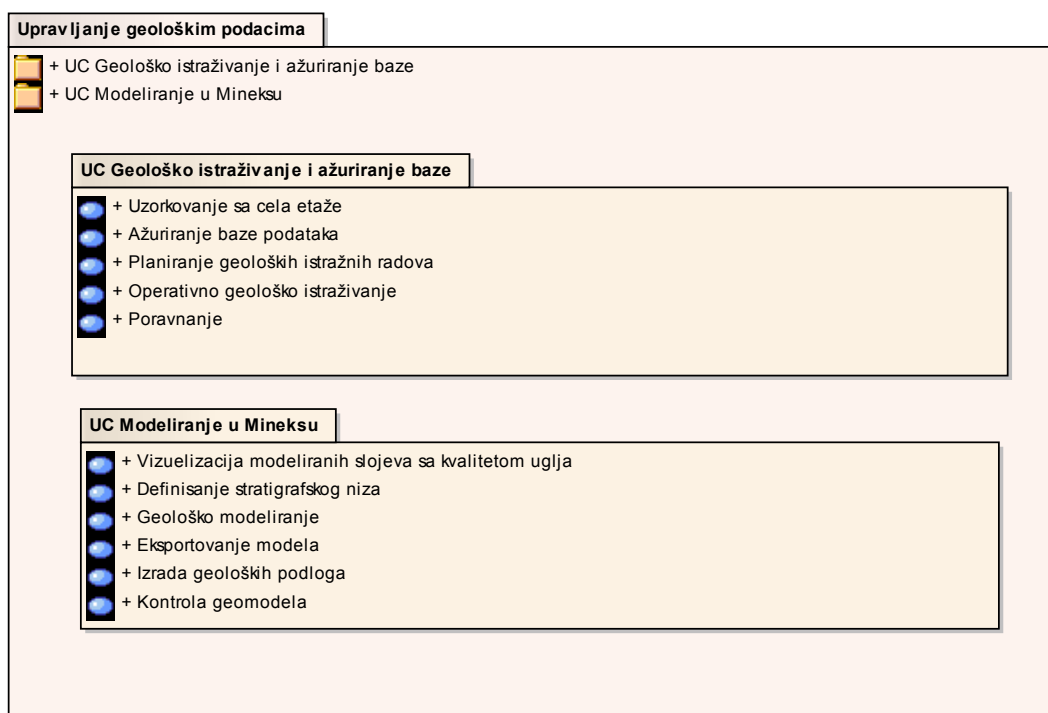 Upravljanje geološkim podacima
+ UC Geološko istraživanje i ažuriranje baze
+ UC Modeliranje u Mineksu
UC Geološko istraživanje i ažuriranje baze
+ Uzorkovanje sa cela etaže
+ Ažuriranje baze podataka
+ Planiranje geoloških istražnih radova
+ Operativno geološko istraživanje
+ Poravnanje
UC Modeliranje u Mineksu
+ Vizuelizacija modeliranih slojeva sa kvalitetom uglja
+ Definisanje stratigrafskog niza
+ Geološko modeliranje
+ Eksportovanje modela
+ Izrada geoloških podloga
+ Kontrola geomodela